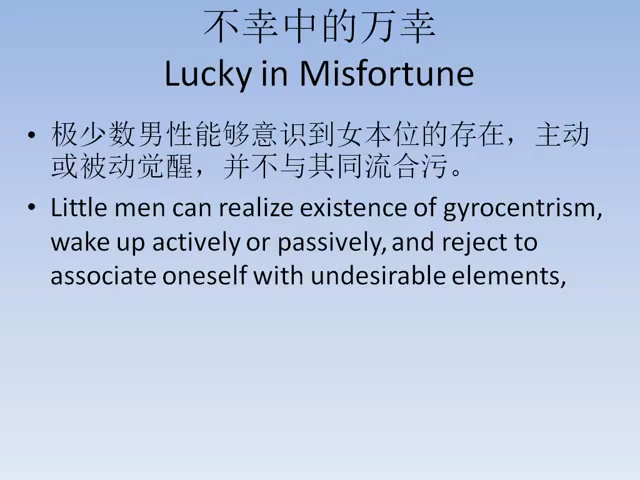 不幸中的万幸
Lucky in Misfortune
• 极少数男性能够意识到女本位的存在，主动
或被动觉醒，并不与其同流合污。
• Little men can realize existence of gyrocentrism,
wake up actively or passively, and reject to
associate oneself with undesirable elements,